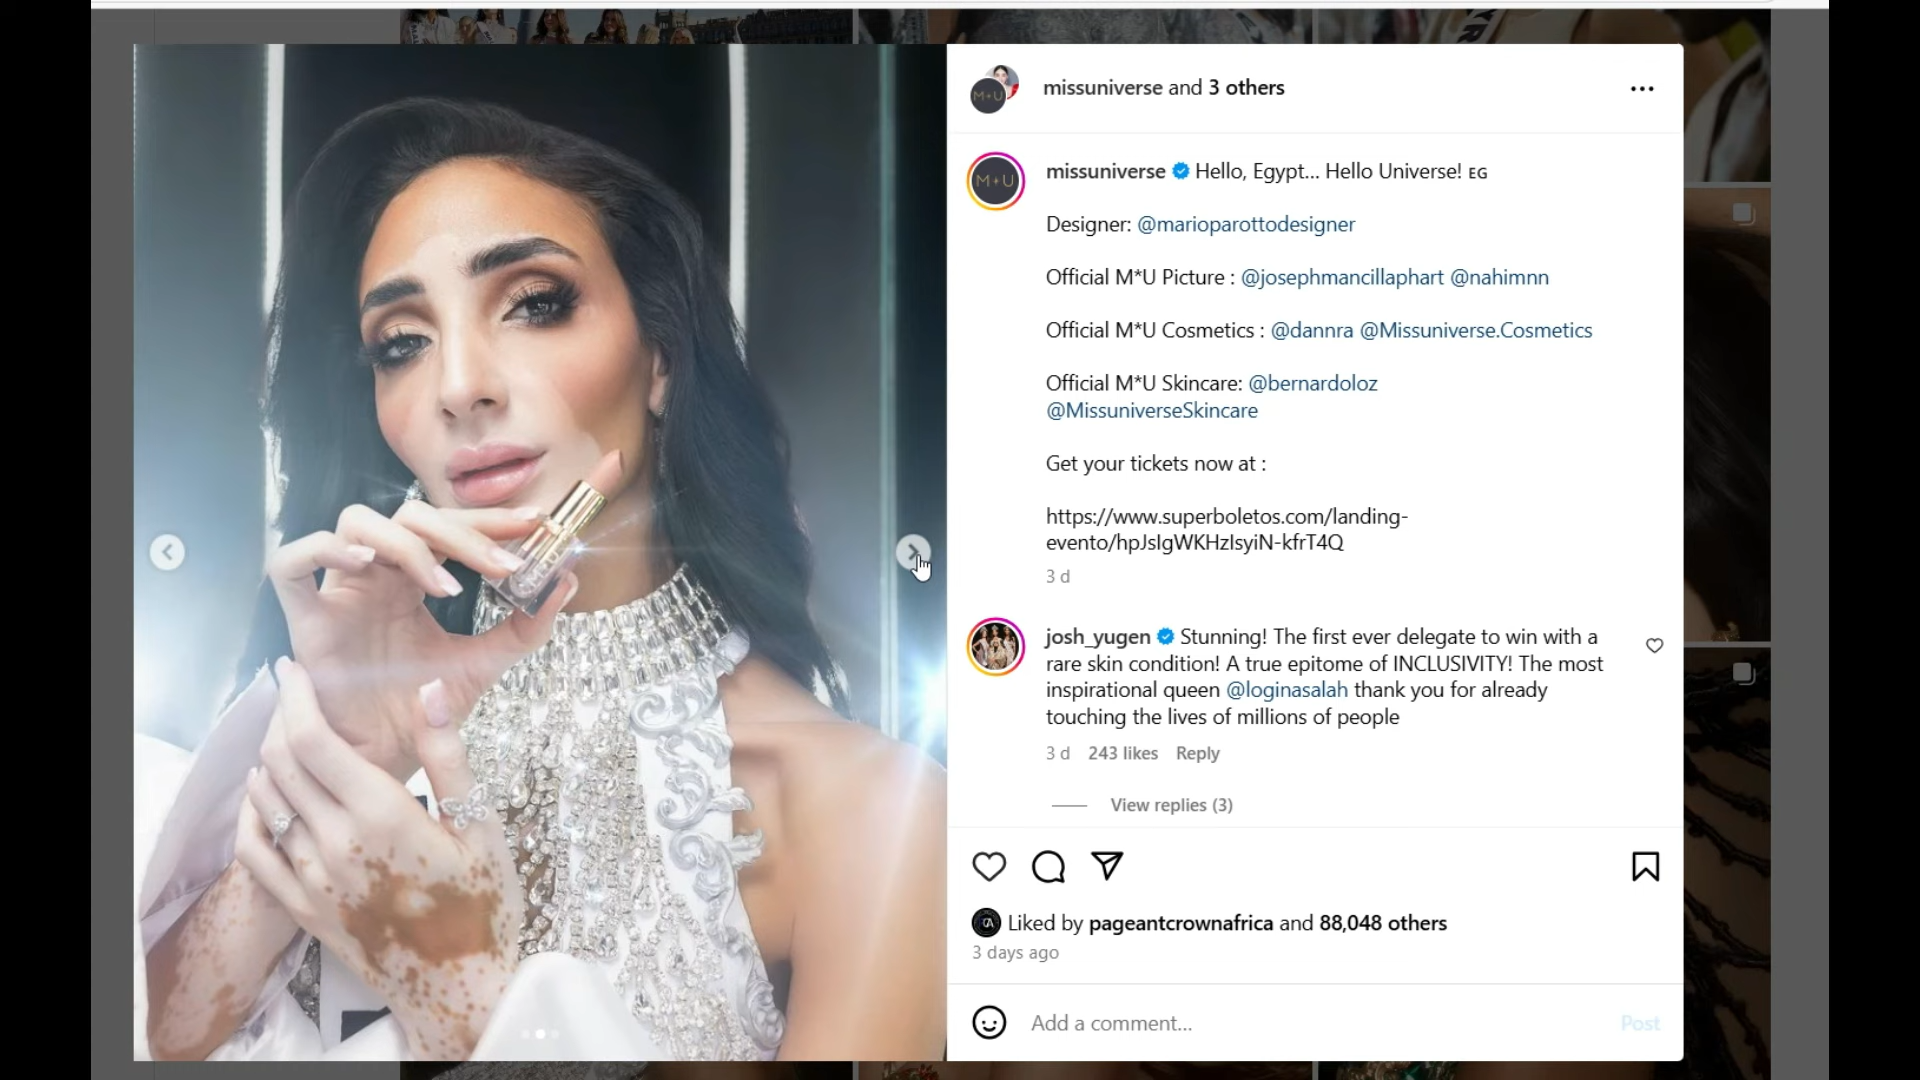 missuniverse and 3 others
M+U
missuniverse Hello, Egypt... Hello Universe! EG
M+U
Designer: @marioparottodesigner
Official M*U Picture : @josephmancillaphart @nahimnn
Official M*U Cosmetics : @dannra @Missuniverse.Cosmetics
Official M*U Skincare: @bernardoloz
@MissuniverseSkincare
Get your tickets now at :
https://www.superboletos.com/landing-
evento/hpJsIgWKHzIsyiN-kfrT4Q
3 d
josh_yugen Stunning! The first ever delegate to win with a
rare skin condition! A true epitome of INCLUSIVITY! The most
inspirational queen @loginasalah thank you for already
touching the lives of millions of people
3 d 243 likes Reply
View replies (3)
Liked by pageantcrownafrica and 88,048 others
3 days ago
Add a comment...
Post